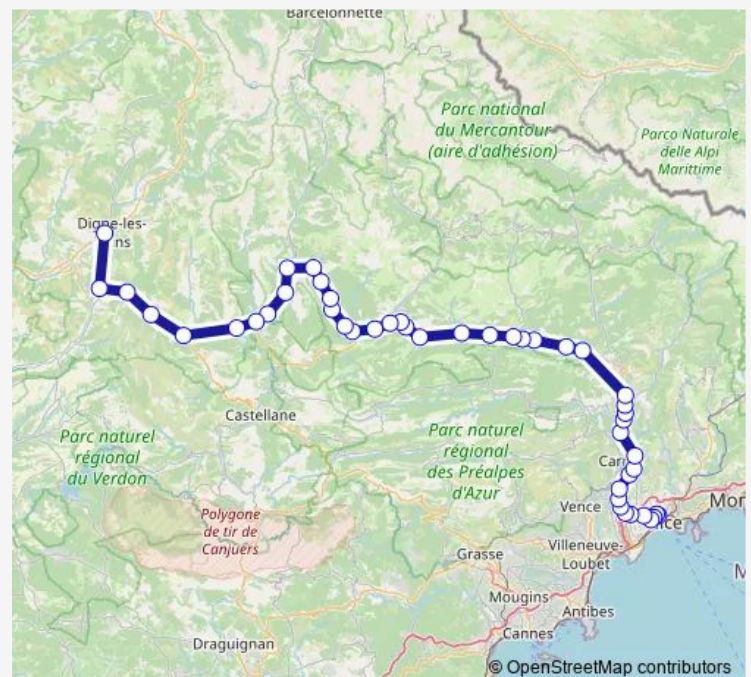 Barcelonnette
Parc national
du Mercantour
(aire d'adhésion)
Parco Naturale
delle Alpi
Marittime
Digne-les-
ns
Castellane
Parc naturel
régional
du Verdon
Parc naturel
régional
des Préalpes
d'Azur
Carr
Polygone
de tir de
Canjuers
Vence
ice
Mon
Villeneuve-
Loubet
Grasse
Mougins
Antibes
Cannes
Draguignan
© OpenStreetMap contributors